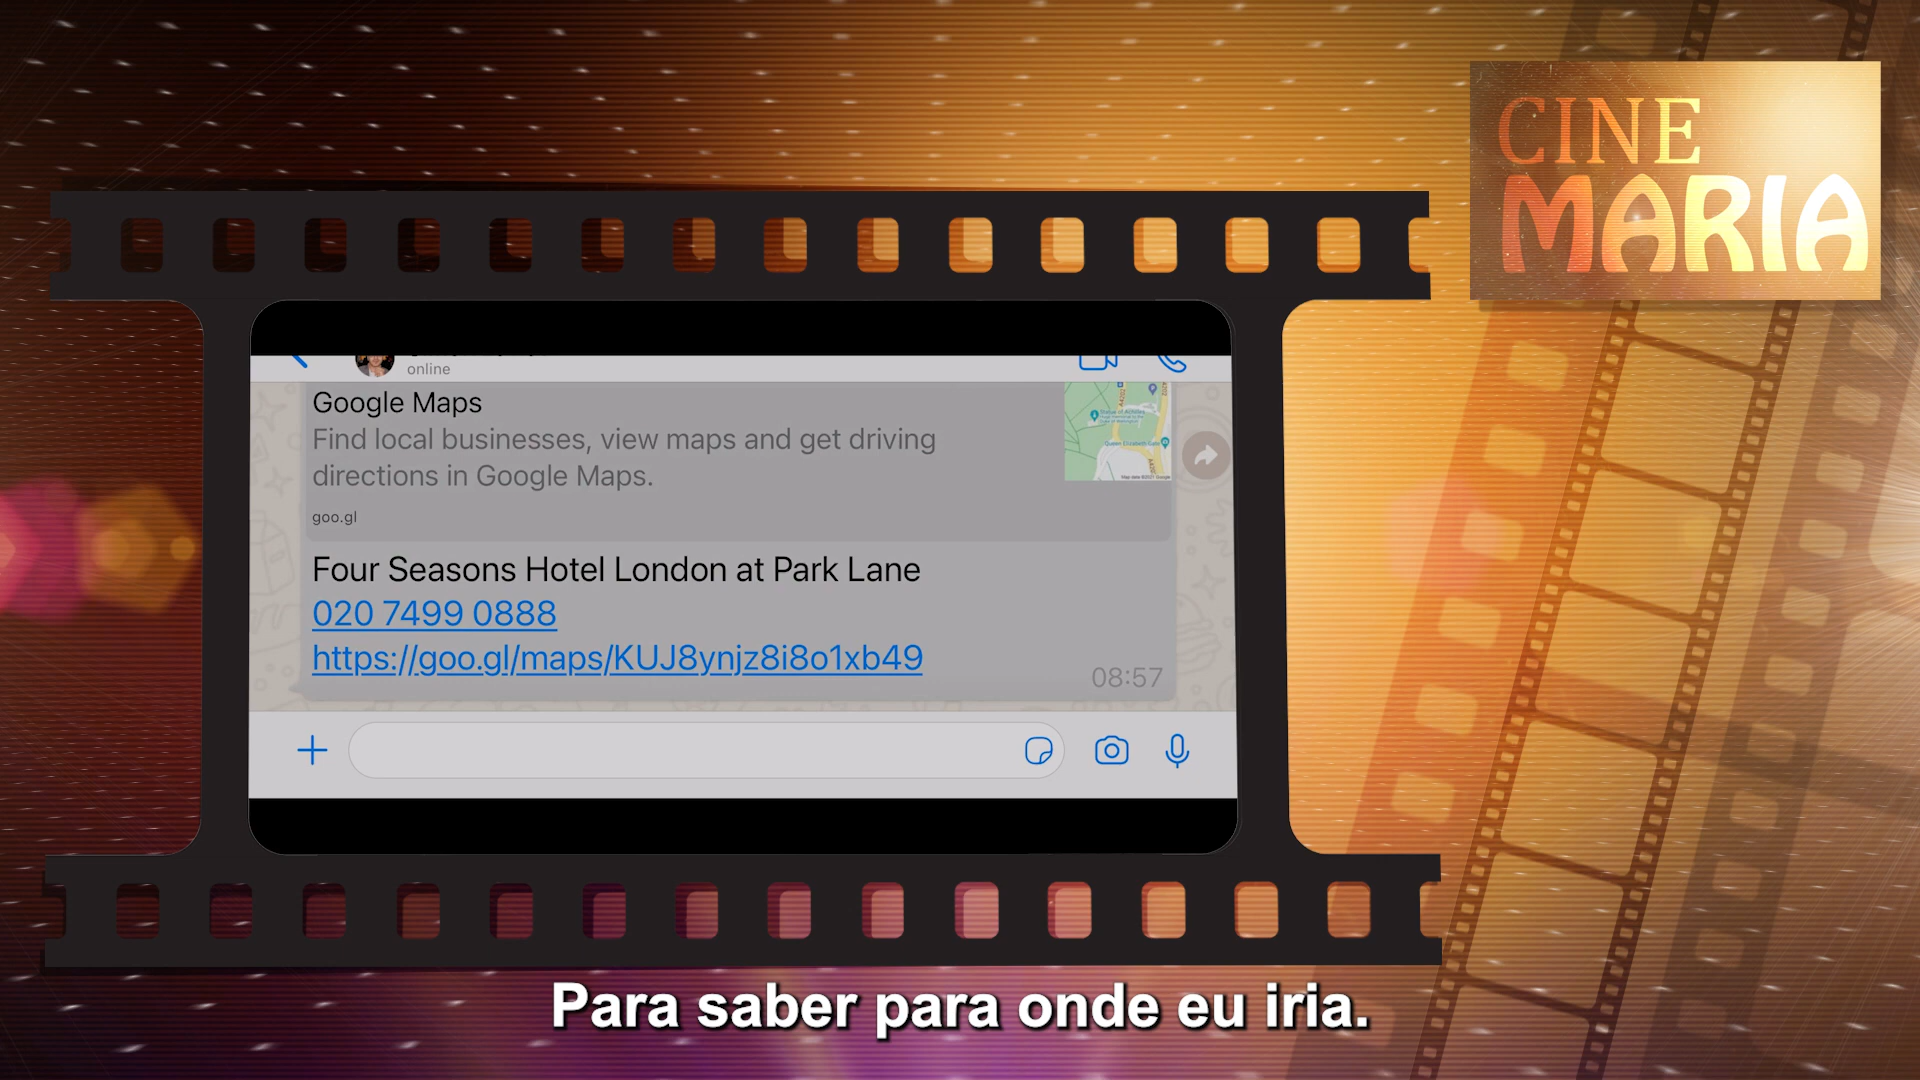 CINE
MARIA
online
Google Maps
Find local businesses, view maps and get driving
directions in Google Maps.
goo.gl
Four Seasons Hotel London at Park Lane
020 7499 0888
https://goo.gl/maps/KUJ8ynjz8i8o1xb49
08:57
Para saber para onde eu iria.